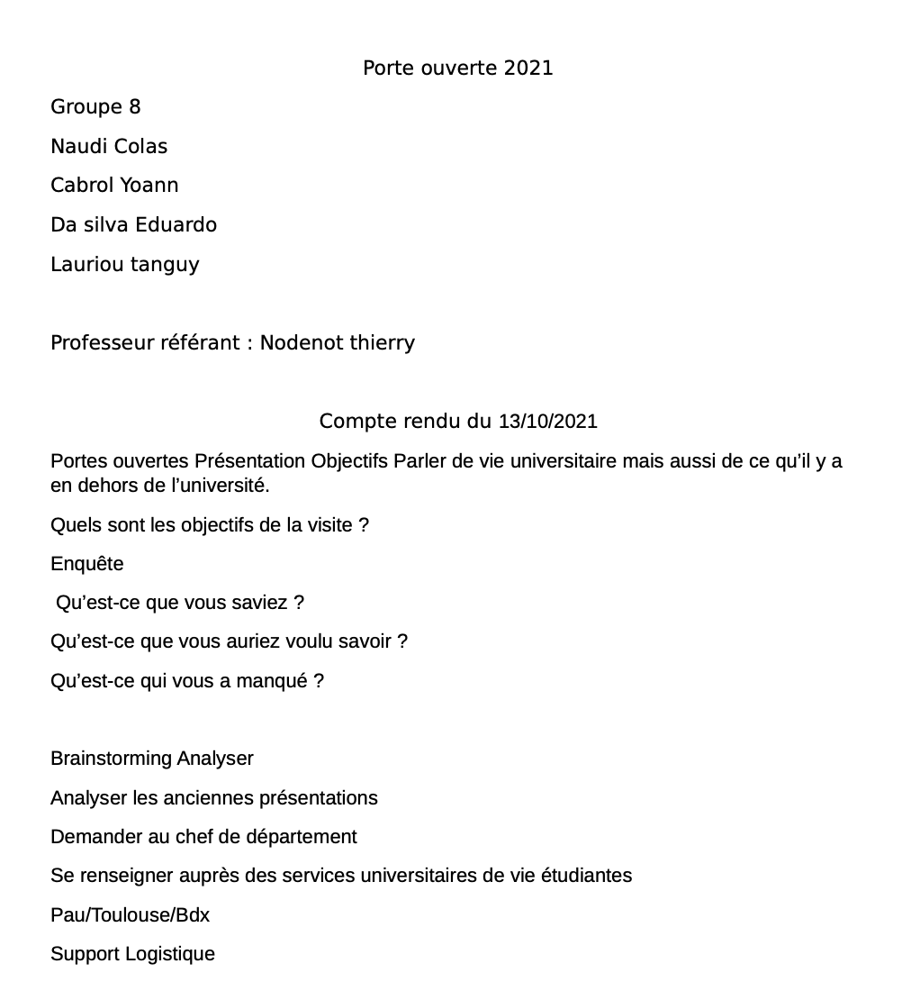 Porte ouverte 2021
Groupe 8
Naudi Colas
Cabrol Yoann
Da silva Eduardo
Lauriou tanguy
Professeur référant : Nodenot thierry
Compte rendu du 13/10/2021
Portes ouvertes Présentation Objectifs Parler de vie universitaire mais aussi de ce qu’il y a
en dehors de l’université.
Quels sont les objectifs de la visite ?
Enquête
Qu’est-ce que vous saviez ?
Qu’est-ce que vous auriez voulu savoir ?
Qu’est-ce qui vous a manqué ?
Brainstorming Analyser
Analyser les anciennes présentations
Demander au chef de département
Se renseigner auprès des services universitaires de vie étudiantes
Pau/Toulouse/Bdx
Support Logistique